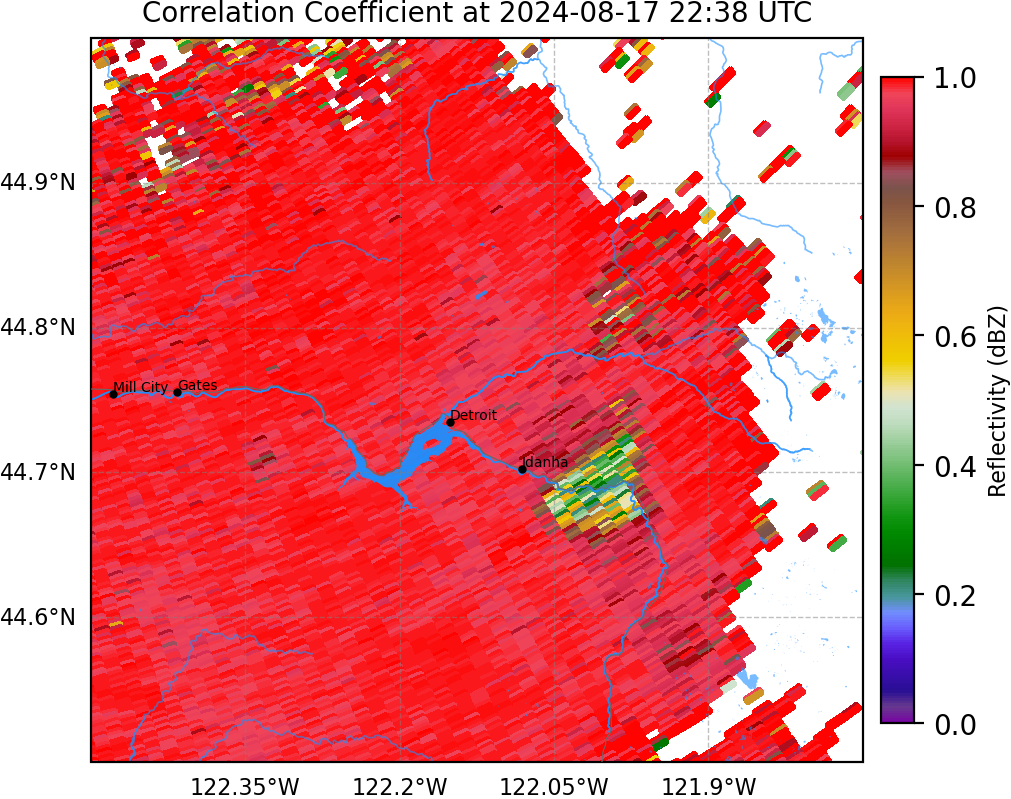 Correlation Coefficient at 2024-08-17 22:38 UTC
1.0
44.9°N
0.8
44.8°N
0.6
Mill City
Gates
Detroit
Idanha
44.7°N
0.4
Reflectivity (dBZ)
44.6°N
0.2
0.0
122.35°W
122.2°W
122.05°W
121.9°W